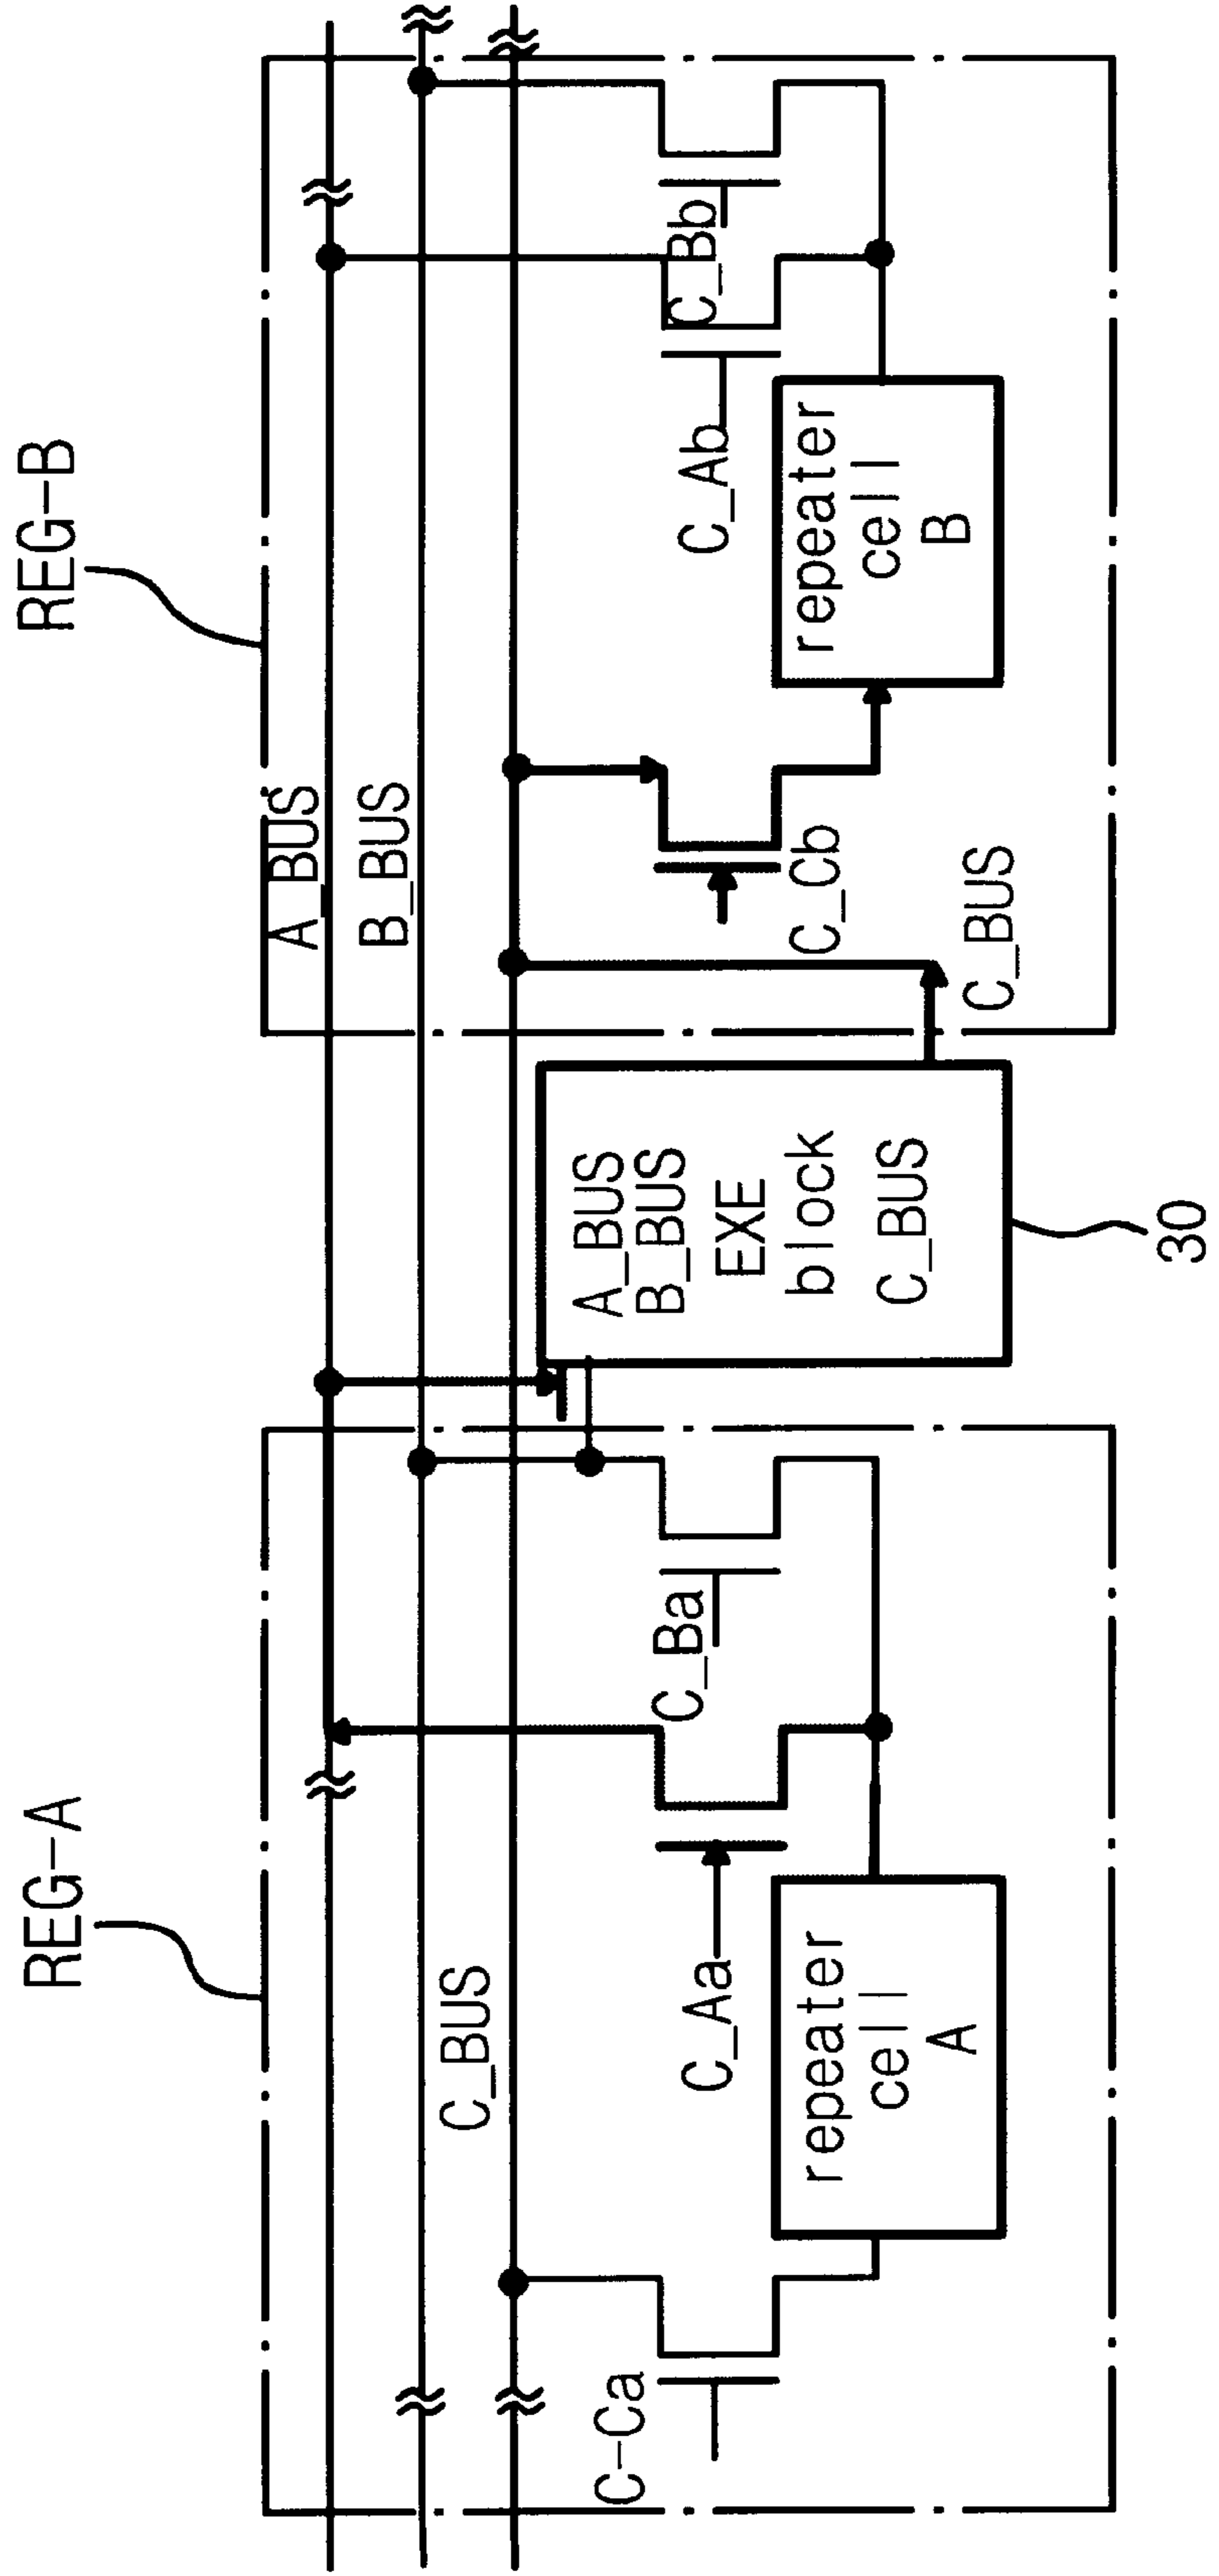 REG-A
REG-B
A_BUS
B_BUS
C_BUS
C-Ca
C_Aa
C_Ba
repeater
cell
A
A_BUS
B_BUS
EXE
block
C_BUS
30
C_BUS
C_Cb
C_Ab
C_Bb
repeater
cell
B